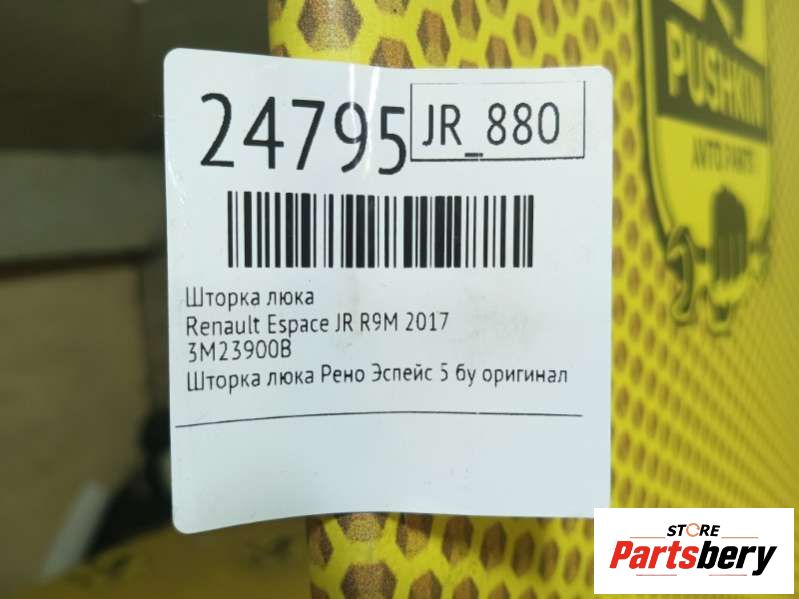 24795 JR_880
Шторка люка
Renault Espace JR R9M 2017
3M23900B
Шторка люка Рено Эспейс 5 бу оригинал
PUSHKIN
AVTO PARTS
STORE
Partsbery